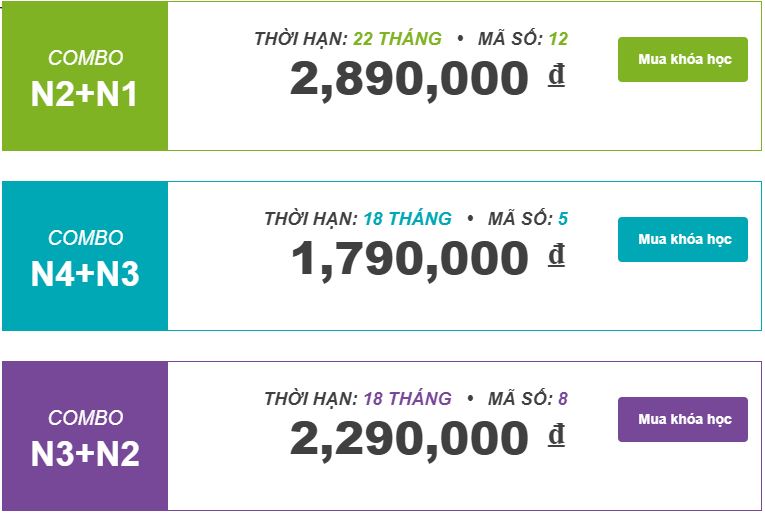 COMBO
N2+N1
THỜI HẠN: 22 THÁNG • MÃ SỐ: 12
2,890,000 ₫
Mua khóa học
COMBO
N4+N3
THỜI HẠN: 18 THÁNG • MÃ SỐ: 5
1,790,000 ₫
Mua khóa học
COMBO
N3+N2
THỜI HẠN: 18 THÁNG • MÃ SỐ: 8
2,290,000 ₫
Mua khóa học